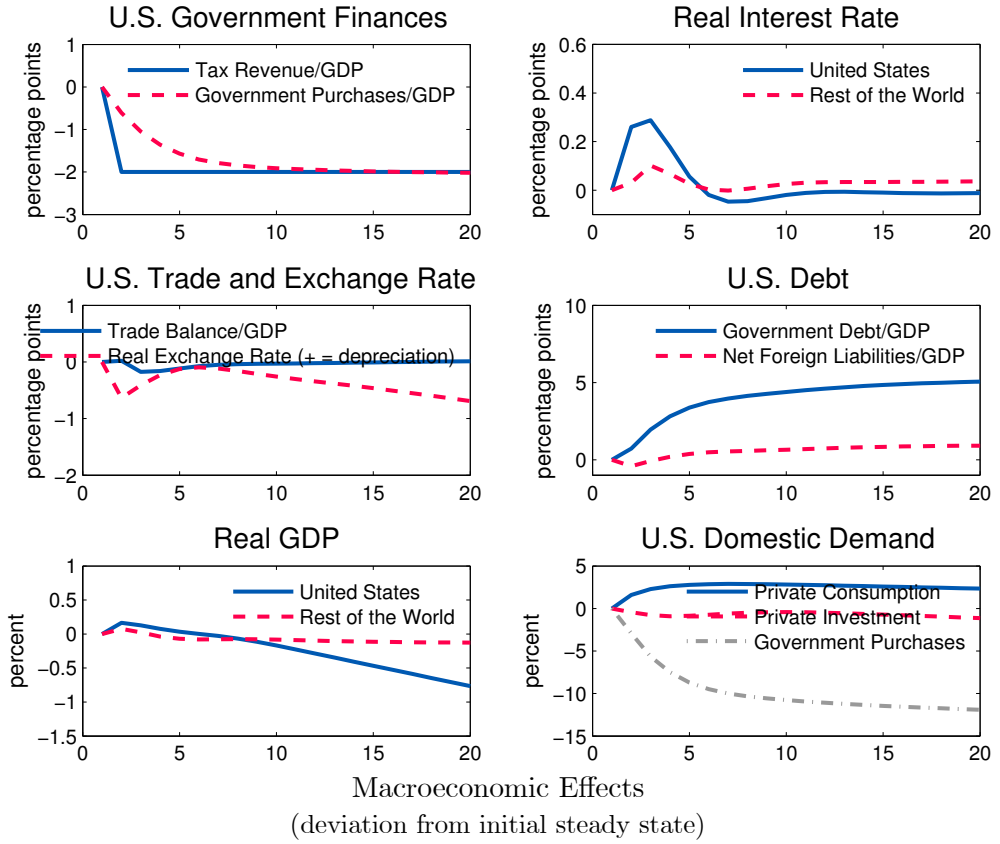 U.S. Government Finances
percentage points
1
0
−1
−2
−3
Tax Revenue/GDP
Government Purchases/GDP
0 5 10 15 20
Real Interest Rate
percentage points
0.6
0.4
0.2
0
United States
Rest of the World
0 5 10 15 20
U.S. Trade and Exchange Rate
percentage points
1
0
−1
−2
Trade Balance/GDP
Real Exchange Rate (+ = depreciation)
0 5 10 15 20
U.S. Debt
percentage points
10
5
0
Government Debt/GDP
Net Foreign Liabilities/GDP
0 5 10 15 20
Real GDP
percent
1
0.5
0
−0.5
−1
−1.5
United States
Rest of the World
0 5 10 15 20
U.S. Domestic Demand
percent
5
0
−5
−10
−15
Private Consumption
Private Investment
Government Purchases
0 5 10 15 20
Macroeconomic Effects
(deviation from initial steady state)